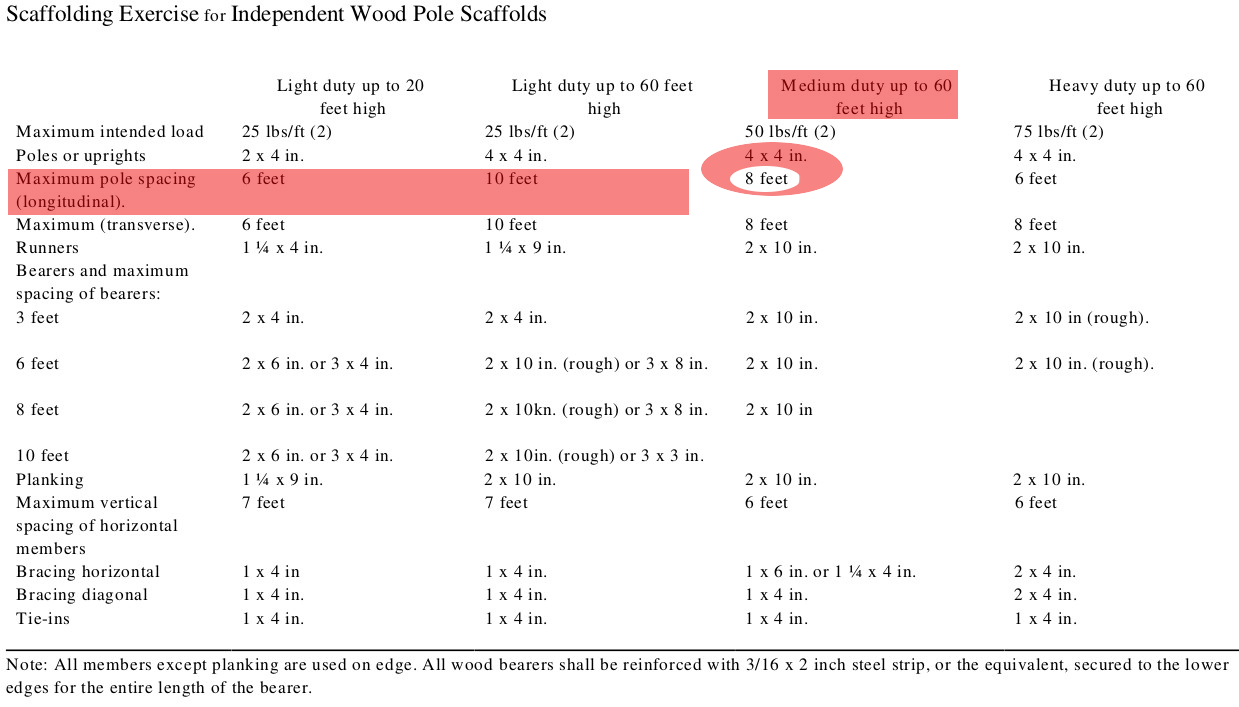 Scaffolding Exercise for Independent Wood Pole Scaffolds
Light duty up to 20 feet high
Light duty up to 60 feet high
Medium duty up to 60 feet high
Heavy duty up to 60 feet high
Maximum intended load 25 lbs/ft (2) 25 lbs/ft (2) 50 lbs/ft (2) 75 lbs/ft (2)
Poles or uprights 2 x 4 in. 4 x 4 in. 4 x 4 in. 4 x 4 in.
Maximum pole spacing 6 feet 10 feet 8 feet 6 feet
(longitudinal).
Maximum (transverse). 6 feet 10 feet 8 feet 8 feet
Runners 1 ¼ x 4 in. 1 ¼ x 9 in. 2 x 10 in. 2 x 10 in.
Bearers and maximum
spacing of bearers:
3 feet 2 x 4 in. 2 x 4 in. 2 x 10 in. 2 x 10 in (rough).
6 feet 2 x 6 in. or 3 x 4 in. 2 x 10 in. (rough) or 3 x 8 in. 2 x 10 in. 2 x 10 in. (rough).
8 feet 2 x 6 in. or 3 x 4 in. 2 x 10kn. (rough) or 3 x 8 in. 2 x 10 in
10 feet 2 x 6 in. or 3 x 4 in. 2 x 10in. (rough) or 3 x 3 in.
Planking 1 ¼ x 9 in. 2 x 10 in. 2 x 10 in. 2 x 10 in.
Maximum vertical 7 feet 7 feet 6 feet 6 feet
spacing of horizontal
members
Bracing horizontal 1 x 4 in 1 x 4 in. 1 x 6 in. or 1 ¼ x 4 in. 2 x 4 in.
Bracing diagonal 1 x 4 in. 1 x 4 in. 1 x 4 in. 2 x 4 in.
Tie-ins 1 x 4 in. 1 x 4 in. 1 x 4 in. 1 x 4 in.
Note: All members except planking are used on edge. All wood bearers shall be reinforced with 3/16 x 2 inch steel strip, or the equivalent, secured to the lower
edges for the entire length of the bearer.